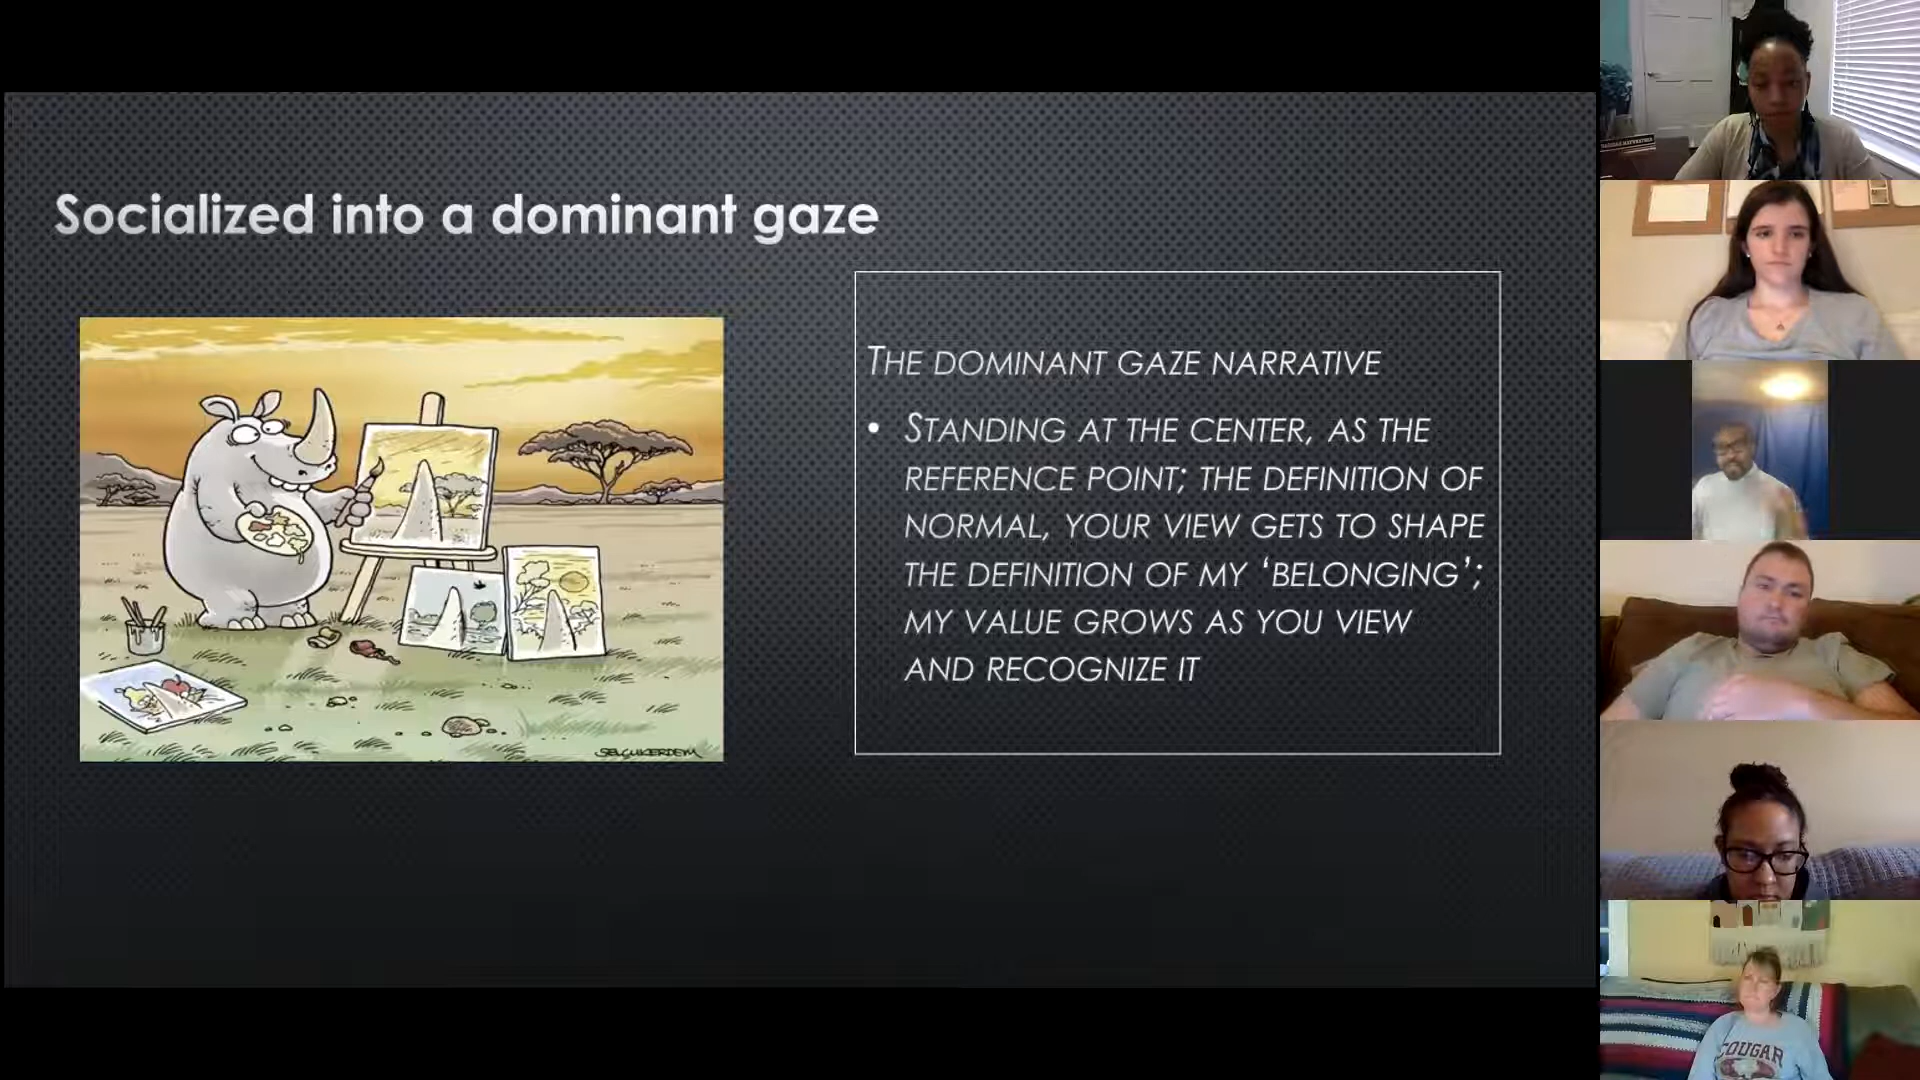 Socialized into a dominant gaze
THE DOMINANT GAZE NARRATIVE
• STANDING AT THE CENTER, AS THE
REFERENCE POINT; THE DEFINITION OF
NORMAL, YOUR VIEW GETS TO SHAPE
THE DEFINITION OF MY ‘BELONGING’;
MY VALUE GROWS AS YOU VIEW
AND RECOGNIZE IT
SELÇUKERDEM
COUGAR